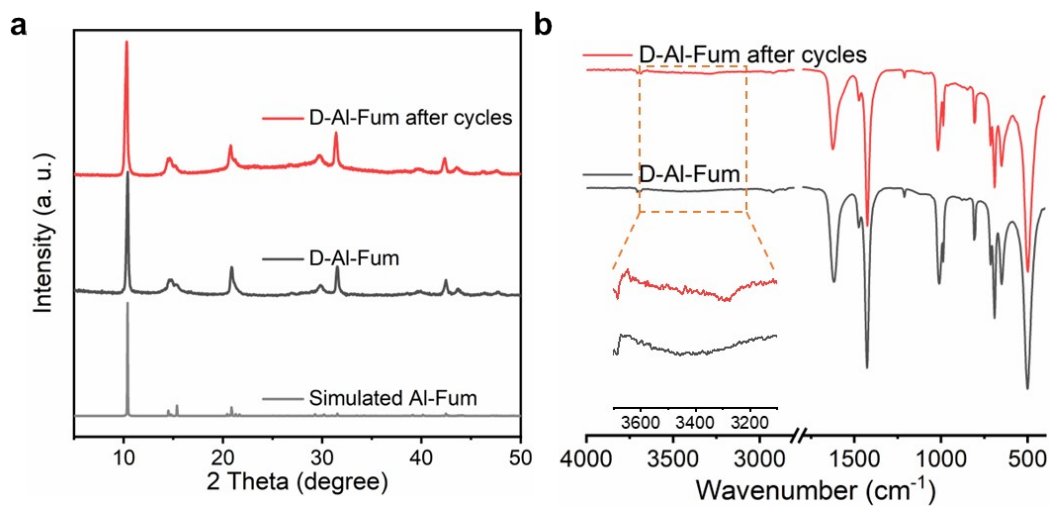 a
D-Al-Fum after cycles
D-Al-Fum
Simulated Al-Fum
Intensity (a. u.)
10 20 30 40 50
2 Theta (degree)
b
D-Al-Fum after cycles
D-Al-Fum
3600 3400 3200
4000 3500 3000 1500 1000 500
Wavenumber (cm⁻¹)